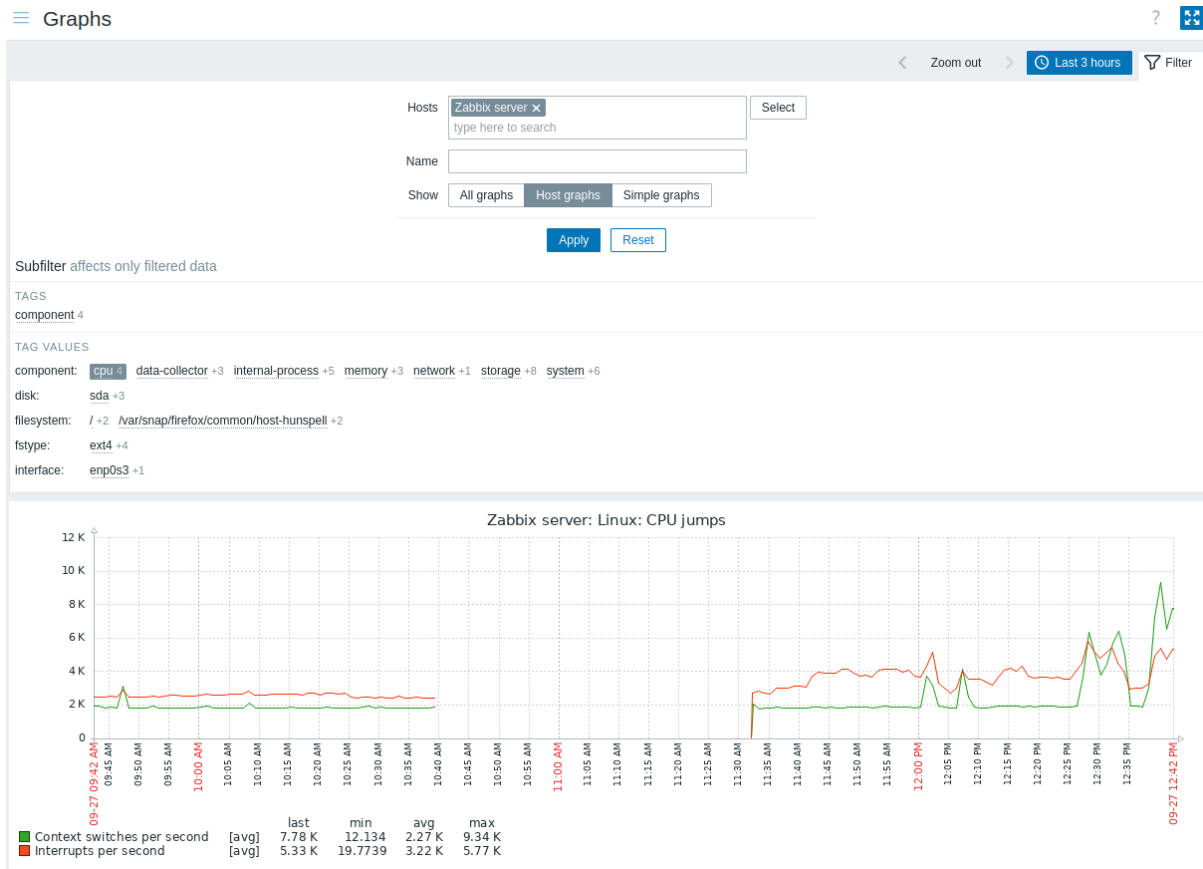 Graphs
?
Zoom out Last 3 hours Filter
Hosts Zabbix server Select
type here to search
Name
Show All graphs Host graphs Simple graphs
Apply Reset
Subfilter affects only filtered data
TAGS
component 4
TAG VALUES
component: cpu 4 data-collector +3 internal-process +5 memory +3 network +1 storage +8 system +6
disk: sda +3
filesystem: / +2 /var/snap/firefox/common/host-hunspell +2
fstype: ext4 +4
interface: enp0s3 +1
Zabbix server: Linux: CPU jumps
12 K
10 K
8 K
6 K
4 K
2 K
0
09-27 09:42 AM
09:45 AM
09:50 AM
09:55 AM
10:00 AM
10:05 AM
10:10 AM
10:15 AM
10:20 AM
10:25 AM
10:30 AM
10:35 AM
10:40 AM
10:45 AM
10:50 AM
10:55 AM
11:00 AM
11:05 AM
11:10 AM
11:15 AM
11:20 AM
11:25 AM
11:30 AM
11:35 AM
11:40 AM
11:45 AM
11:50 AM
11:55 AM
12:00 PM
12:05 PM
12:10 PM
12:15 PM
12:20 PM
12:25 PM
12:30 PM
12:35 PM
09-27 12:42 PM
last min avg max
Context switches per second [avg] 7.78 K 12.134 2.27 K 9.34 K
Interrupts per second [avg] 5.33 K 19.7739 3.22 K 5.77 K